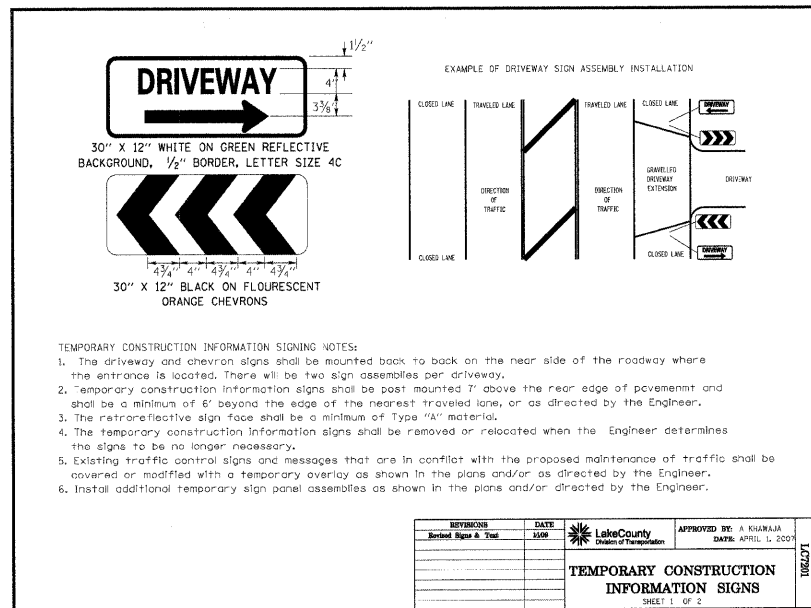 1½"
DRIVEWAY
4"
3⅜"
30" X 12" WHITE ON GREEN REFLECTIVE
BACKGROUND, ½" BORDER, LETTER SIZE 4C
4¾" 4" 4¾" 4" 4¾"
30" X 12" BLACK ON FLOURESCENT
ORANGE CHEVRONS
EXAMPLE OF DRIVEWAY SIGN ASSEMBLY INSTALLATION
CLOSED LANE TRAVELED LANE TRAVELED LANE CLOSED LANE DRIVEWAY
GRAVELLED
DRIVEWAY
EXTENSION
DRIVEWAY
DIRECTION
OF
TRAFFIC
DIRECTION
OF
TRAFFIC
CLOSED LANE CLOSED LANE DRIVEWAY
TEMPORARY CONSTRUCTION INFORMATION SIGNING NOTES:
1. The driveway and chevron signs shall be mounted back to back on the near side of the roadway where
the entrance is located. There will be two sign assemblies per driveway.
2. Temporary construction information signs shall be post mounted 7' above the near edge of pavemenmt and
shall be a minimum of 6' beyond the edge of the nearest traveled lane, or as directed by the Engineer.
3. The retroreflective sign face shall be a minimum of Type "A" material.
4. The temporary construction information signs shall be removed or relocated when the Engineer determines
the signs to be no longer necessary.
5. Existing traffic control signs and messages that are in conflict with the proposed maintenance of traffic shall be
covered or modified with a temporary overlay as shown in the plans and/or as directed by the Engineer.
6. Install additional temporary sign panel assemblies as shown in the plans and/or directed by the Engineer.
REVISIONS DATE
Revised Signs & Text
LakeCounty
Division of Transportation
APPROVED BY: A KHAWAJA
DATE: APRIL 1, 2007
TEMPORARY CONSTRUCTION
INFORMATION SIGNS
SHEET 1 OF 2
LC7201